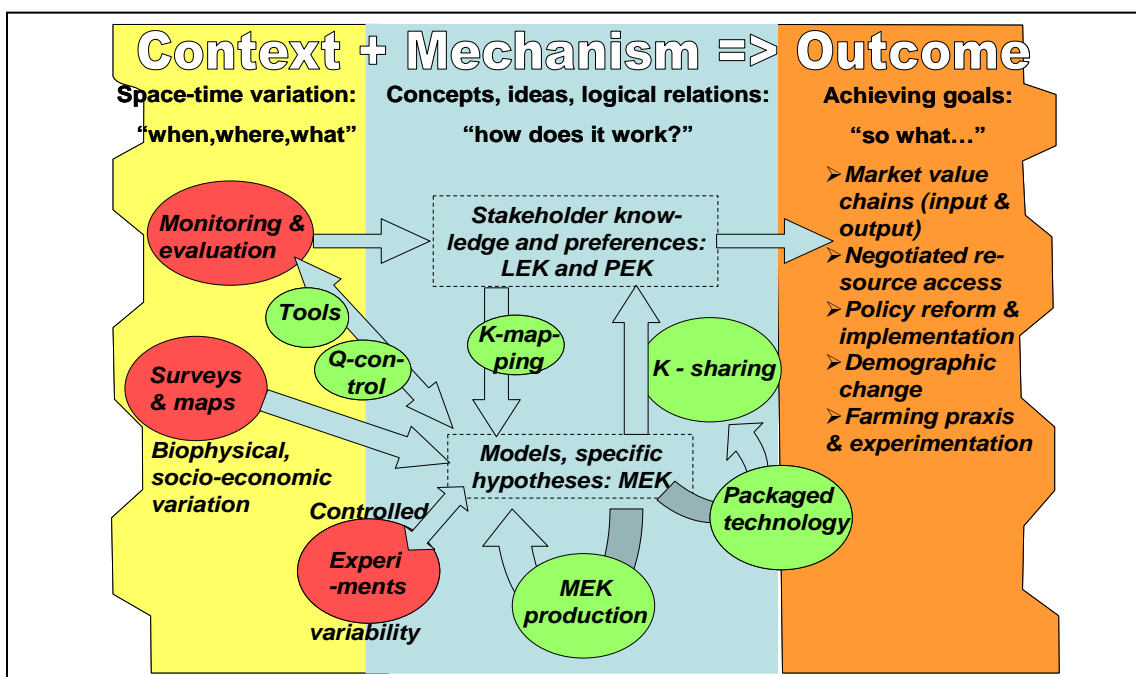 Context + Mechanism => Outcome
Space-time variation:
“when,where,what”
Concepts, ideas, logical relations:
“how does it work?”
Achieving goals:
“so what…”
Monitoring &
evaluation
Tools
Q-con-
trol
Surveys
& maps
Biophysical,
socio-economic
variation
Controlled
Experi
-ments
variability
Stakeholder know-
ledge and preferences:
LEK and PEK
K-map-
ping
K - sharing
Models, specific
hypotheses: MEK
MEK
production
Packaged
technology
➢Market value
chains (input &
output)
➢Negotiated re-
source access
➢Policy reform &
implementation
➢Demographic
change
➢Farming praxis
& experimentation